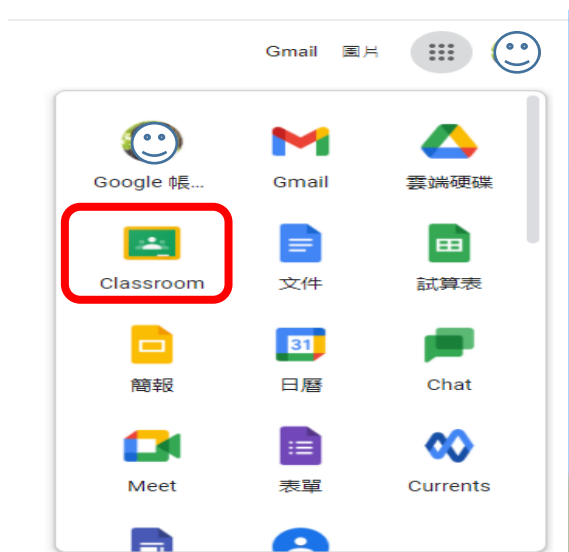 Gmail 圖片
Google 帳... Gmail 雲端硬碟
Classroom 文件 試算表
31
簡報 日曆 Chat
Meet 表單 Currents